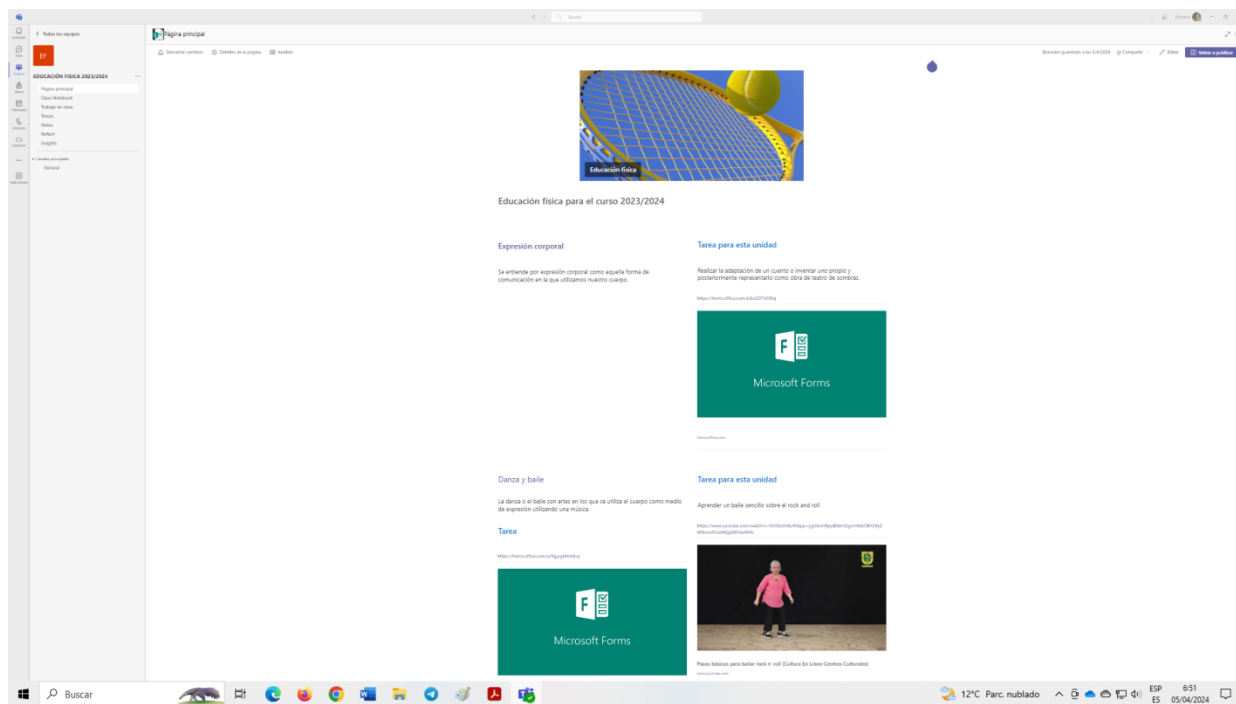 Buscar
Todos los equipos
Página principal
EF
Descartar cambios
Detalles de la página
Análisis
Borrador guardado a las 5/4/2024
Compartir
Editar
Volver a publicar
EDUCACIÓN FISICA 2023/2024
Página principal
Class Notebook
Trabajo de clase
Tareas
Notas
Reflect
Insights
Canales principales
General
Educación física
Educación física para el curso 2023/2024
Expresión corporal
Se entiende por expresión corporal como aquella forma de
comunicación en la que utilizamos nuestro cuerpo.
Tarea para esta unidad
Realizar la adaptación de un cuento o inventar uno propio y
posteriormente representarlo como obra de teatro de sombras.
F
Microsoft Forms
forms.office.com
Danza y baile
La danza o el baile son artes en los que se utiliza el cuerpo como medio
de expresión utilizando una música.
Tarea
F
Microsoft Forms
Tarea para esta unidad
Aprender un baile sencillo sobre el rock and roll
Pasos básicos para bailar rock n' roll (Cultura En Línea Centros Culturales)
www.youtube.com
Buscar
12°C Parc. nublado
ESP
ES
6:51
05/04/2024